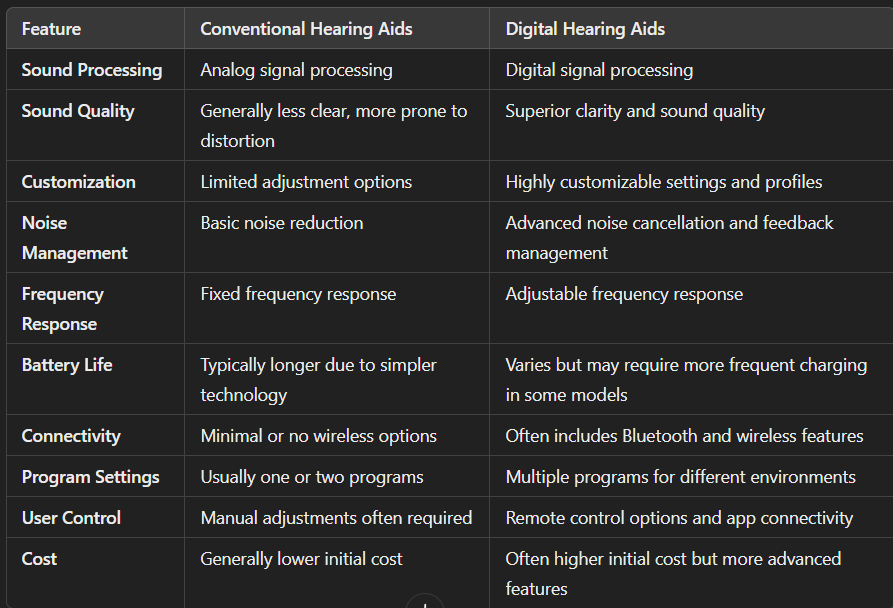 Feature Conventional Hearing Aids Digital Hearing Aids
Sound Processing Analog signal processing Digital signal processing
Sound Quality Generally less clear, more prone to Superior clarity and sound quality
distortion
Customization Limited adjustment options Highly customizable settings and profiles
Noise Basic noise reduction Advanced noise cancellation and feedback
Management management
Frequency Fixed frequency response Adjustable frequency response
Response
Battery Life Typically longer due to simpler Varies but may require more frequent charging
technology in some models
Connectivity Minimal or no wireless options Often includes Bluetooth and wireless features
Program Settings Usually one or two programs Multiple programs for different environments
User Control Manual adjustments often required Remote control options and app connectivity
Cost Generally lower initial cost Often higher initial cost but more advanced
features